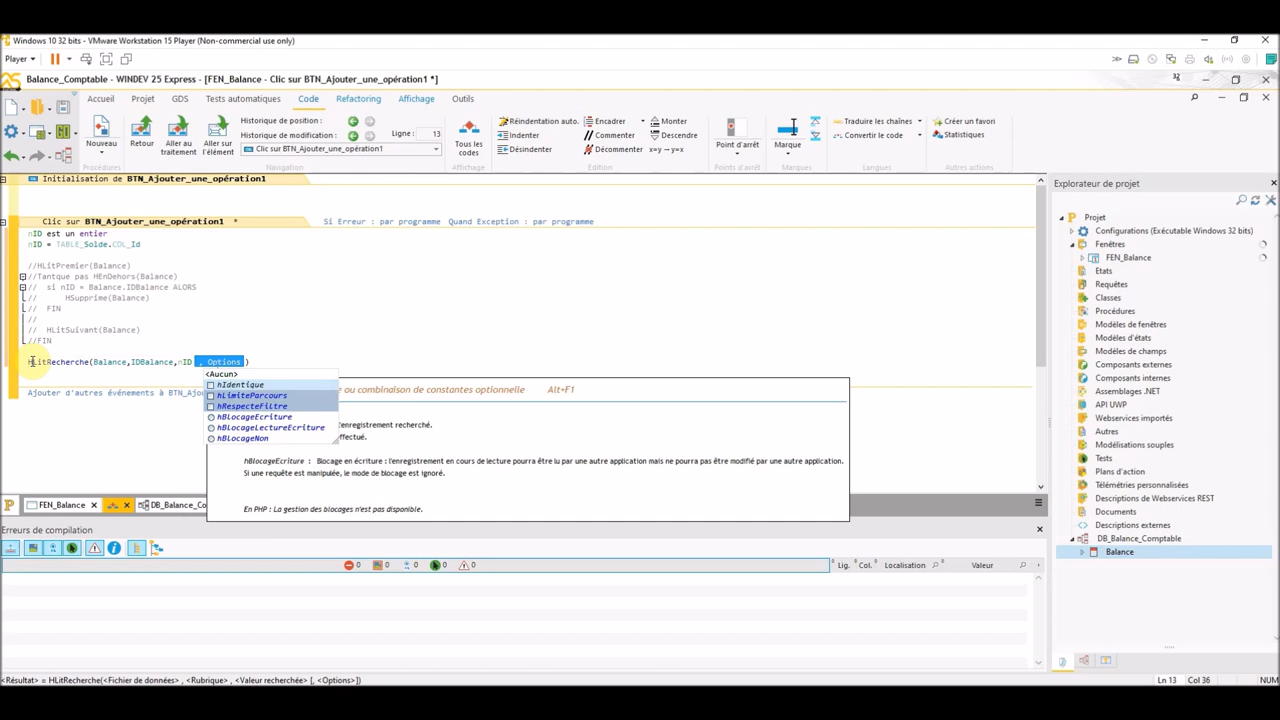 Windows 10 32 bits - VMware Workstation 15 Player (Non-commercial use only)
Player
Balance_Comptable - WINDEV 25 Express - [FEN_Balance - Clic sur BTN_Ajouter_une_opération1 *]
32
Accueil Projet GDS Tests automatiques Code Refactoring Affichage Outils
Nouveau
Retour
Aller au traitement
Aller sur l'élément
Historique de position :
Historique de modification :
Ligne : 13
Clic sur BTN_Ajouter_une_opération1
Tous les codes
Réindentation auto.
Indenter
Désindenter
Encadrer
Commenter
Décommenter
Monter
Descendre
x=y → y=x
Point d'arrêt
Marque
Traduire les chaînes
Convertir le code
Créer un favori
Statistiques
Procédures Navigation Affichage Edition Marques Langues Autres actions
Initialisation de BTN_Ajouter_une_opération1
Clic sur BTN_Ajouter_une_opération1 * Si Erreur : par programme Quand Exception : par programme
nID est un entier
nID = TABLE_Solde.COL_Id
//HLitPremier(Balance)
//Tantque pas HEnDehors(Balance)
// si nID = Balance.IDBalance ALORS
// HSupprime(Balance)
// FIN
//
// HLitSuivant(Balance)
//FIN
HLitRecherche(Balance,IDBalance,nID , Options )
<Aucun>
hIdentique
hLimiteParcours
hRespecteFiltre
hBlocageEcriture
hBlocageLectureEcriture
hBlocageNon
Ajouter d'autres événements à BTN_Ajo
e ou combinaison de constantes optionnelle Alt+F1
l'enregistrement recherché.
effectué.
hBlocageEcriture : Blocage en écriture : l'enregistrement en cours de lecture pourra être lu par une autre application mais ne pourra pas être modifié par une autre application.
Si une requête est manipulée, le mode de blocage est ignoré.
En PHP : La gestion des blocages n'est pas disponible.
FEN_Balance
DB_Balance_Co
Erreurs de compilation
0 0 0 0 0
Lig. Col. Localisation Valeur
<Résultat> = HLitRecherche(<Fichier de données> , <Rubrique> , <Valeur recherchée> [, <Options>])
Ln 13 Col 36 NUM
Explorateur de projet
Projet
Configurations (Exécutable Windows 32 bits)
Fenêtres
FEN_Balance
Etats
Requêtes
Classes
Procédures
Modèles de fenêtres
Modèles d'états
Modèles de champs
Composants externes
Composants internes
Assemblages .NET
API UWP
Webservices importés
Autres
Modélisations souples
Tests
Plans d'action
Télémétries personnalisées
Descriptions de Webservices REST
Documents
Descriptions externes
DB_Balance_Comptable
Balance